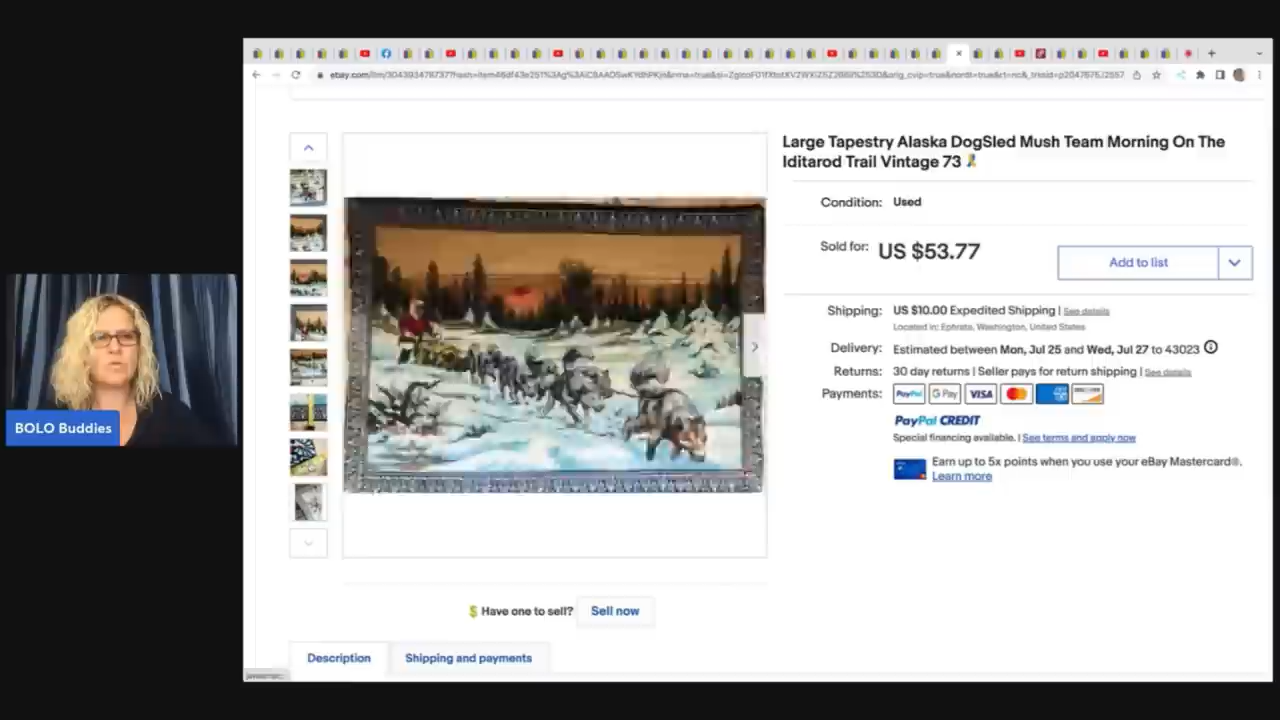 Large Tapestry Alaska DogSled Mush Team Morning On The
Iditarod Trail Vintage 73
Condition: Used
Sold for: US $53.77
Add to list
Shipping: US $10.00 Expedited Shipping | See details
Located in: Ephrata, Washington, United States
Delivery: Estimated between Mon, Jul 25 and Wed, Jul 27 to 43023
Returns: 30 day returns | Seller pays for return shipping | See details
Payments: PayPal G Pay VISA
PayPal CREDIT
Special financing available. | See terms and apply now
Earn up to 5x points when you use your eBay Mastercard®.
Learn more
BOLO Buddies
$ Have one to sell? Sell now
Description Shipping and payments